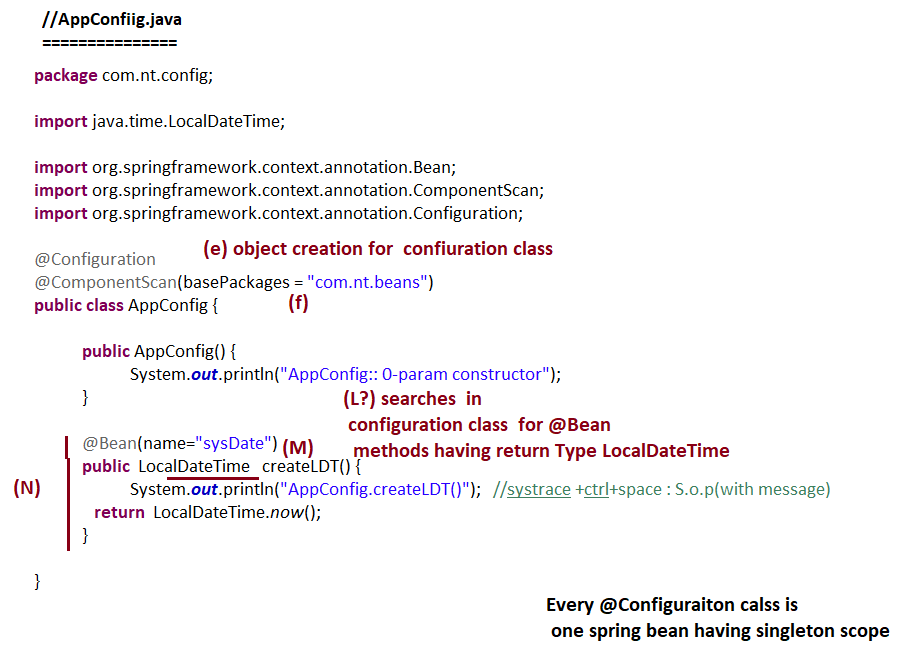 //AppConfiig.java
===============
package com.nt.config;
import java.time.LocalDateTime;
import org.springframework.context.annotation.Bean;
import org.springframework.context.annotation.ComponentScan;
import org.springframework.context.annotation.Configuration;
(e) object creation for confiuration class
@Configuration
@ComponentScan(basePackages = "com.nt.beans")
public class AppConfig {
(f)
public AppConfig() {
System.out.println("AppConfig:: 0-param constructor");
}
(L?) searches in
configuration class for @Bean
methods having return Type LocalDateTime
@Bean(name="sysDate") (M)
public LocalDateTime createLDT() {
(N)
System.out.println("AppConfig.createLDT()"); //systrace +ctrl+space : S.o.p(with message)
return LocalDateTime.now();
}
}
Every @Configuraiton calss is
one spring bean having singleton scope